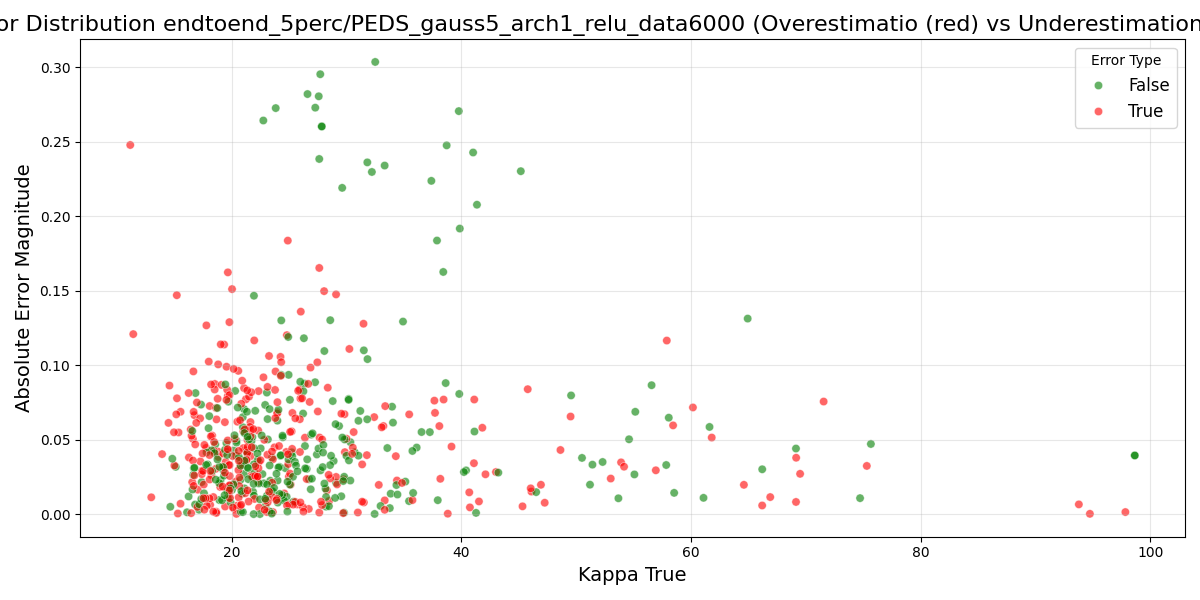 or Distribution endtoend_5perc/PEDS_gauss5_arch1_relu_data6000 (Overestimatio (red) vs Underestimation
Error Type
False
True
Absolute Error Magnitude
0.30
0.25
0.20
0.15
0.10
0.05
0.00
20
40
60
80
100
Kappa True